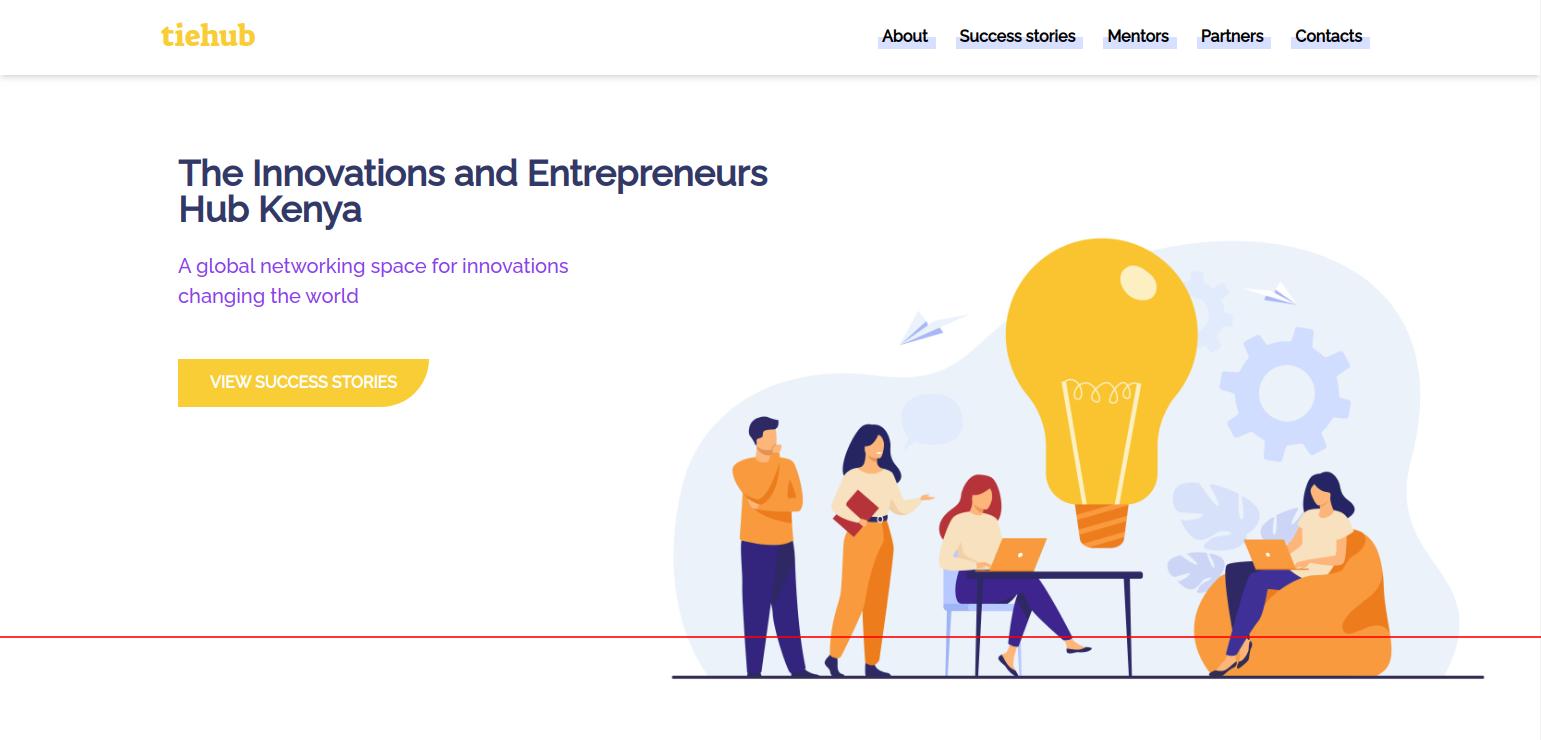 tiehub
About Success stories Mentors Partners Contacts
The Innovations and Entrepreneurs
Hub Kenya
A global networking space for innovations
changing the world
VIEW SUCCESS STORIES